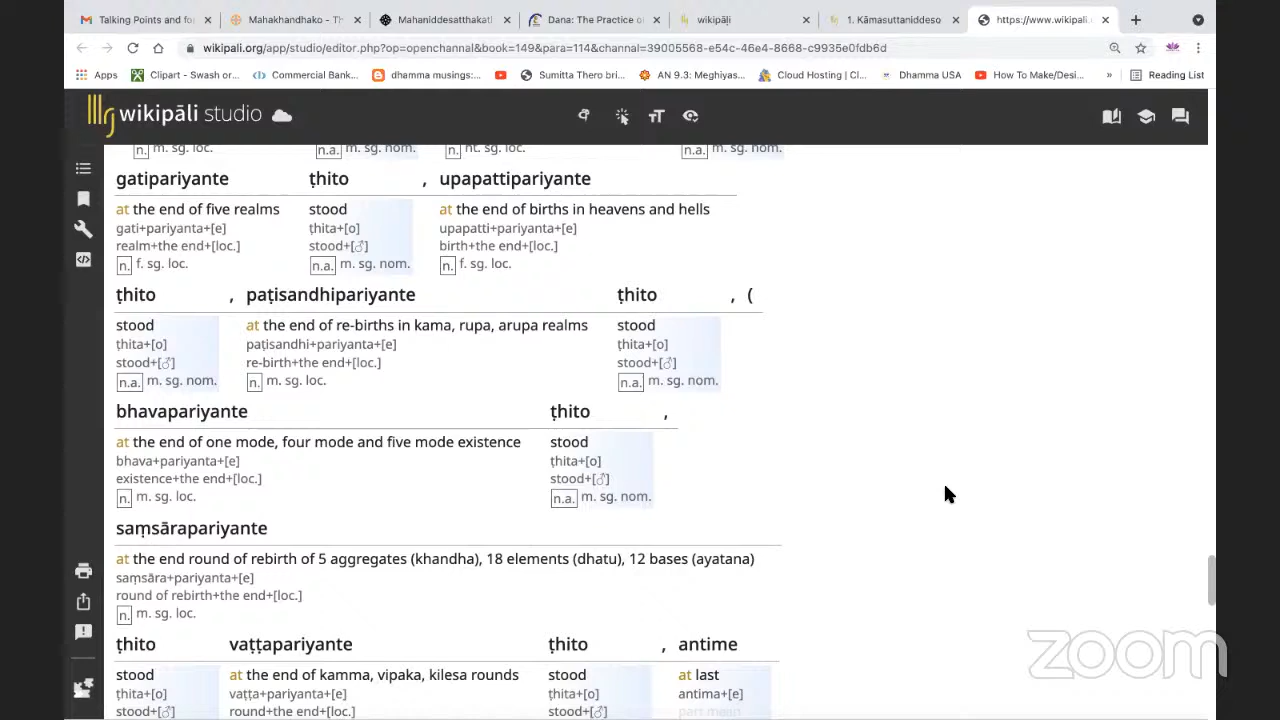 Talking Points and fo
Mahakhandhako - Th
Mahaniddesatthakatl
Dana: The Practice o
wikipāḷi
1. Kāmasuttaniddeso
https://www.wikipali.o
wikipali.org/app/studio/editor.php?op=openchannal&book=149&para=114&channel=39005568-e54c-46e4-8668-c9935e0fdb6d
Apps
Clipart - Swash or...
Commercial Bank...
dhamma musings:...
Sumitta Thero bri...
AN 9.3: Meghiyas...
Cloud Hosting | Cl...
Dhamma USA
How To Make/Desi...
»
Reading List
wikipāli studio
n. m. sg. loc. n.a. m. sg. nom. n. nt. sg. loc. n.a. m. sg. nom.
gatipariyante ṭhito , upapattipariyante
at the end of five realms stood at the end of births in heavens and hells
gati+pariyanta+[e] ṭhita+[o] upapatti+pariyanta+[e]
realm+the end+[loc.] stood+[♂] birth+the end+[loc.]
n. f. sg. loc. n.a. m. sg. nom. n. f. sg. loc.
ṭhito , paṭisandhipariyante ṭhito , (
stood at the end of re-births in kama, rupa, arupa realms stood
ṭhita+[o] paṭisandhi+pariyanta+[e] ṭhita+[o]
stood+[♂] re-birth+the end+[loc.] stood+[♂]
n.a. m. sg. nom. n. m. sg. loc. n.a. m. sg. nom.
bhavapariyante ṭhito ,
at the end of one mode, four mode and five mode existence stood
bhava+pariyanta+[e] ṭhita+[o]
existence+the end+[loc.] stood+[♂]
n. m. sg. loc. n.a. m. sg. nom.
saṃsārapariyante
at the end round of rebirth of 5 aggregates (khandha), 18 elements (dhatu), 12 bases (ayatana)
saṃsāra+pariyanta+[e]
round of rebirth+the end+[loc.]
n. m. sg. loc.
ṭhito vaṭṭapariyante ṭhito , antime
stood at the end of kamma, vipaka, kilesa rounds stood at last
ṭhita+[o] vaṭṭa+pariyanta+[e] ṭhita+[o] antima+[e]
stood+[♂] round+the end+[loc.] stood+[♂] part mean
zoom